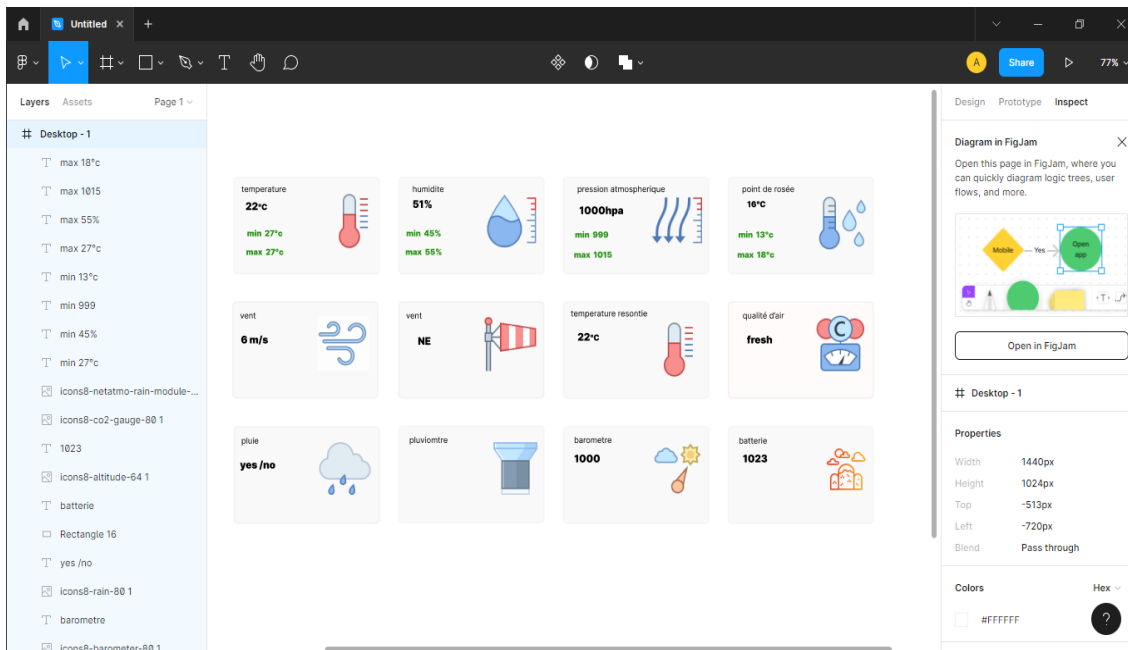 Untitled
Share
77%
Layers Assets Page 1
Desktop - 1
max 18°c
max 1015
max 55%
max 27°c
min 13°c
min 999
min 45%
min 27°c
icons8-netatmo-rain-module-...
icons8-co2-gauge-80 1
1023
icons8-altitude-64 1
batterie
Rectangle 16
yes /no
icons8-rain-80 1
barometre
icons8-barometer-80 1
temperature
22°c
min 27°c
max 27°c
humidite
51%
min 45%
max 55%
pression atmospherique
1000hpa
min 999
max 1015
point de rosée
16°C
min 13°c
max 18°c
vent
6 m/s
vent
NE
temperature resontie
22°c
qualité d'air
fresh
C
pluie
yes /no
pluviomtre
barometre
1000
batterie
1023
A
Design Prototype Inspect
Diagram in FigJam
Open this page in FigJam, where you
can quickly diagram logic trees, user
flows, and more.
Mobile
Yes
Open
app
T
Open in FigJam
Desktop - 1
Properties
Width 1440px
Height 1024px
Top -513px
Left -720px
Blend Pass through
Colors Hex
#FFFFFF
?